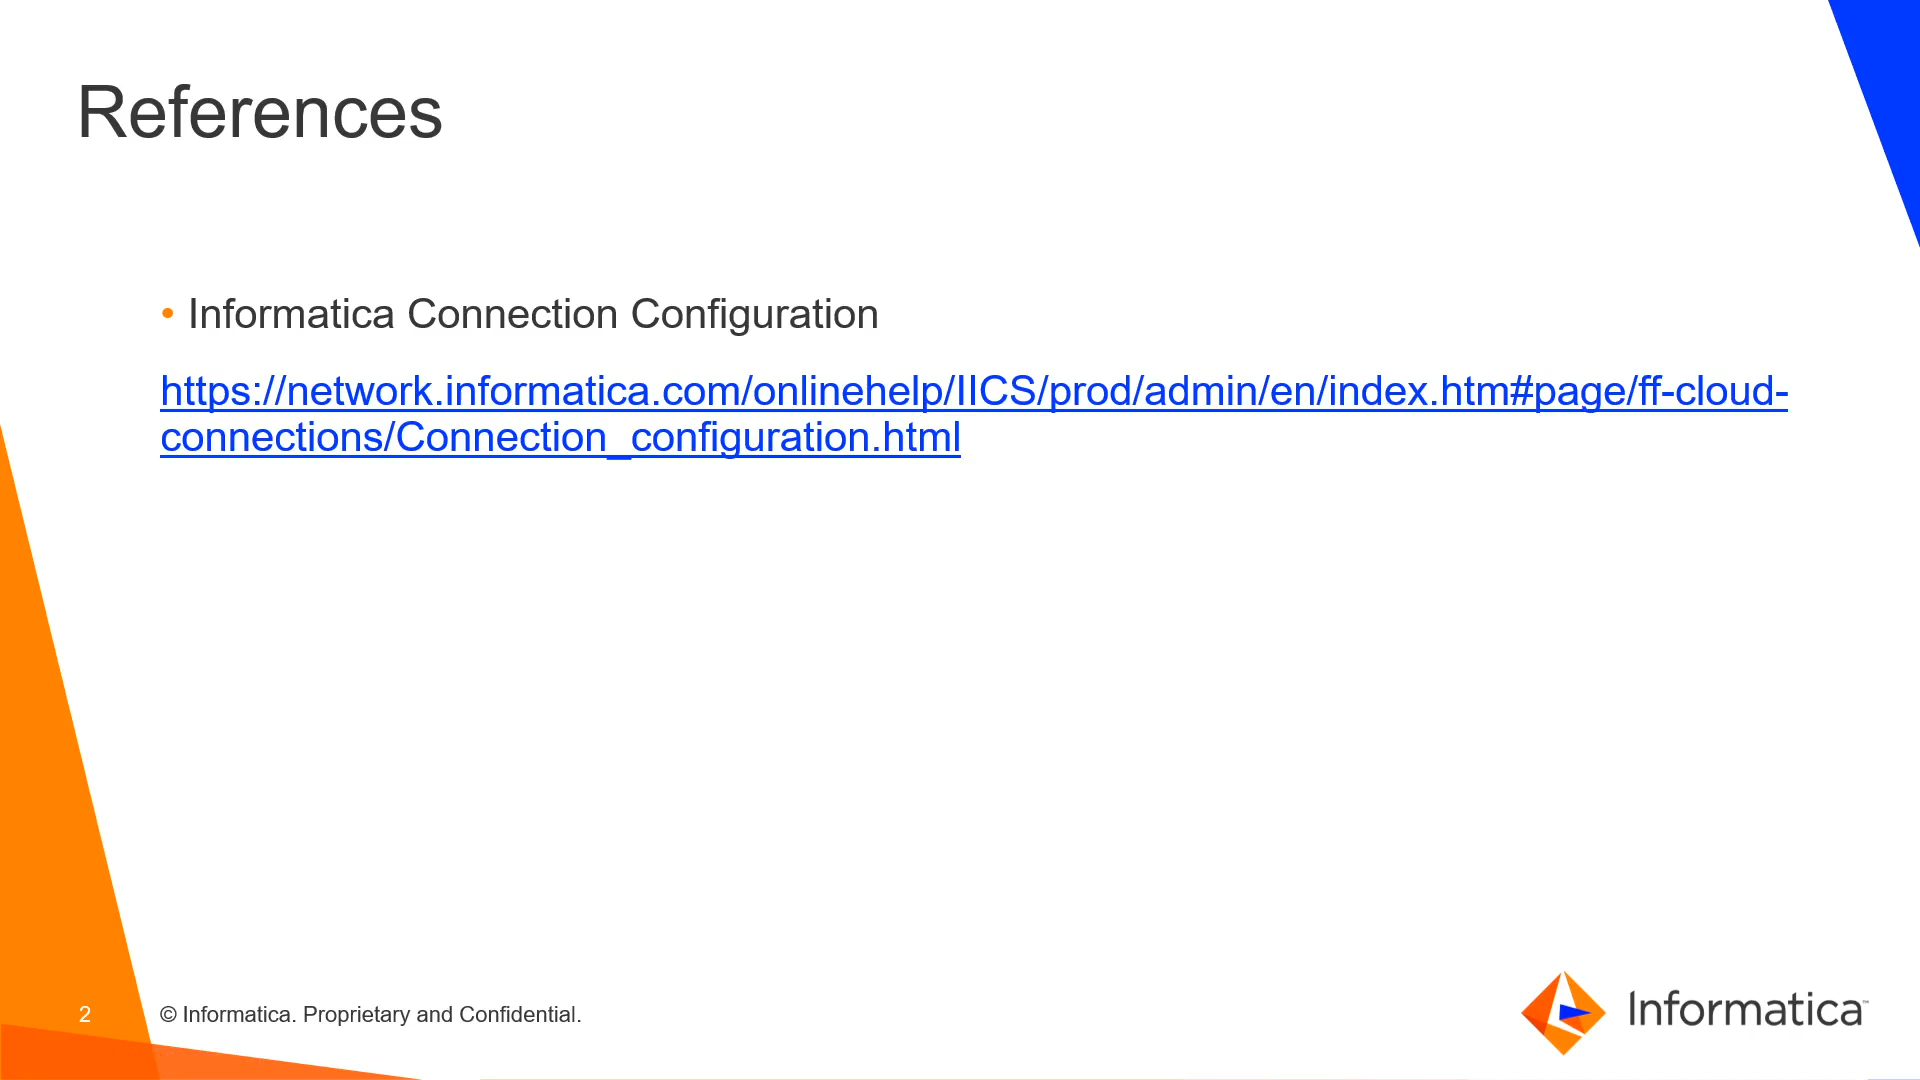 References
• Informatica Connection Configuration
https://network.informatica.com/onlinehelp/IICS/prod/admin/en/index.htm#page/ff-cloud-
connections/Connection_configuration.html
2
© Informatica. Proprietary and Confidential.
Informatica™